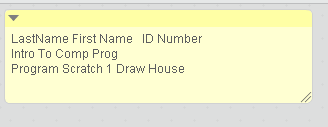 LastName First Name   ID Number
Intro To Comp Prog
Program Scratch 1 Draw House